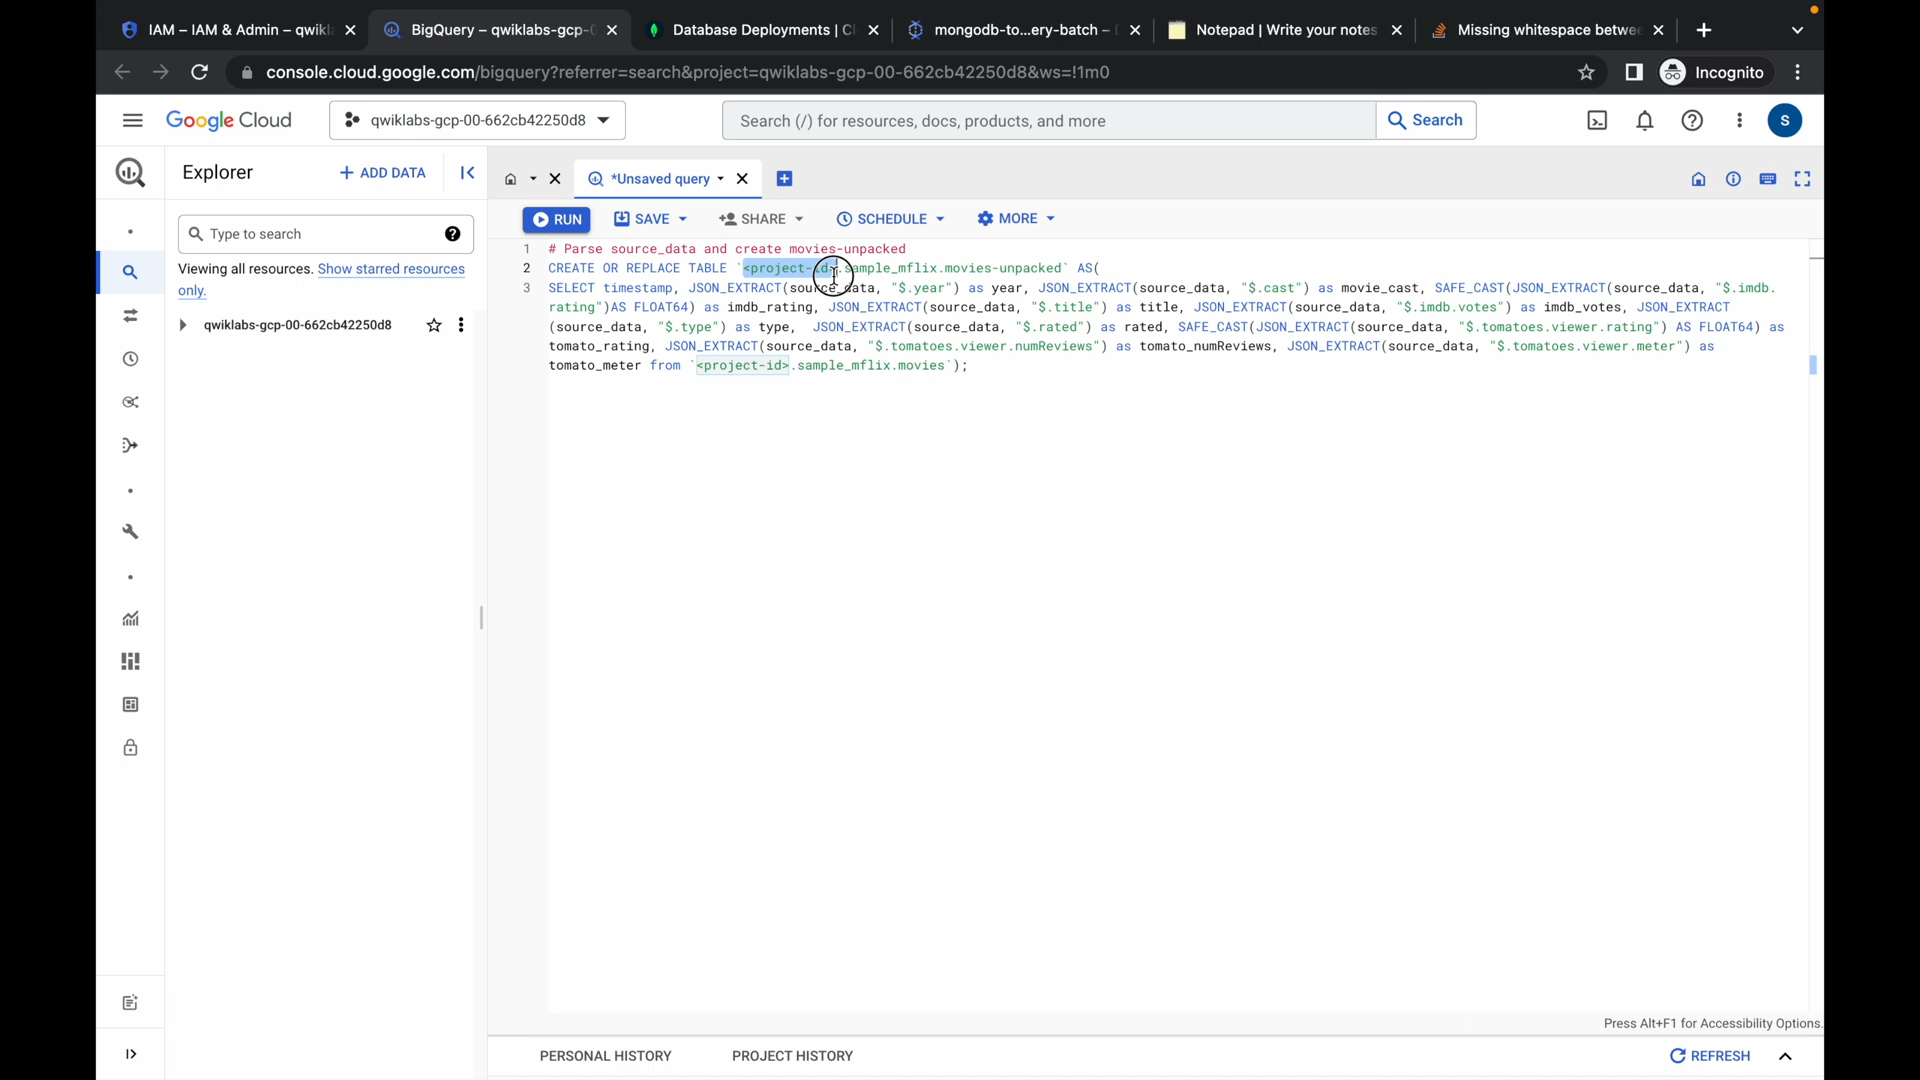 IAM – IAM & Admin – qwikl
BigQuery – qwiklabs-gcp-0
Database Deployments | Cl
mongodb-to...ery-batch – D
Notepad | Write your notes
Missing whitespace betwee
console.cloud.google.com/bigquery?referrer=search&project=qwiklabs-gcp-00-662cb42250d8&ws=!1m0
Incognito
Google Cloud
qwiklabs-gcp-00-662cb42250d8
Search (/) for resources, docs, products, and more
Search
S
Explorer
+ ADD DATA
*Unsaved query
RUN
SAVE
SHARE
SCHEDULE
MORE
Type to search
Viewing all resources. Show starred resources
only.
qwiklabs-gcp-00-662cb42250d8
1 # Parse source_data and create movies-unpacked
2 CREATE OR REPLACE TABLE `<project-id>.sample_mflix.movies-unpacked` AS(
3 SELECT timestamp, JSON_EXTRACT(source_data, "$.year") as year, JSON_EXTRACT(source_data, "$.cast") as movie_cast, SAFE_CAST(JSON_EXTRACT(source_data, "$.imdb.
rating")AS FLOAT64) as imdb_rating, JSON_EXTRACT(source_data, "$.title") as title, JSON_EXTRACT(source_data, "$.imdb.votes") as imdb_votes, JSON_EXTRACT
(source_data, "$.type") as type,  JSON_EXTRACT(source_data, "$.rated") as rated, SAFE_CAST(JSON_EXTRACT(source_data, "$.tomatoes.viewer.rating") AS FLOAT64) as
tomato_rating, JSON_EXTRACT(source_data, "$.tomatoes.viewer.numReviews") as tomato_numReviews, JSON_EXTRACT(source_data, "$.tomatoes.viewer.meter") as
tomato_meter from `<project-id>.sample_mflix.movies`);
Press Alt+F1 for Accessibility Options.
PERSONAL HISTORY
PROJECT HISTORY
REFRESH